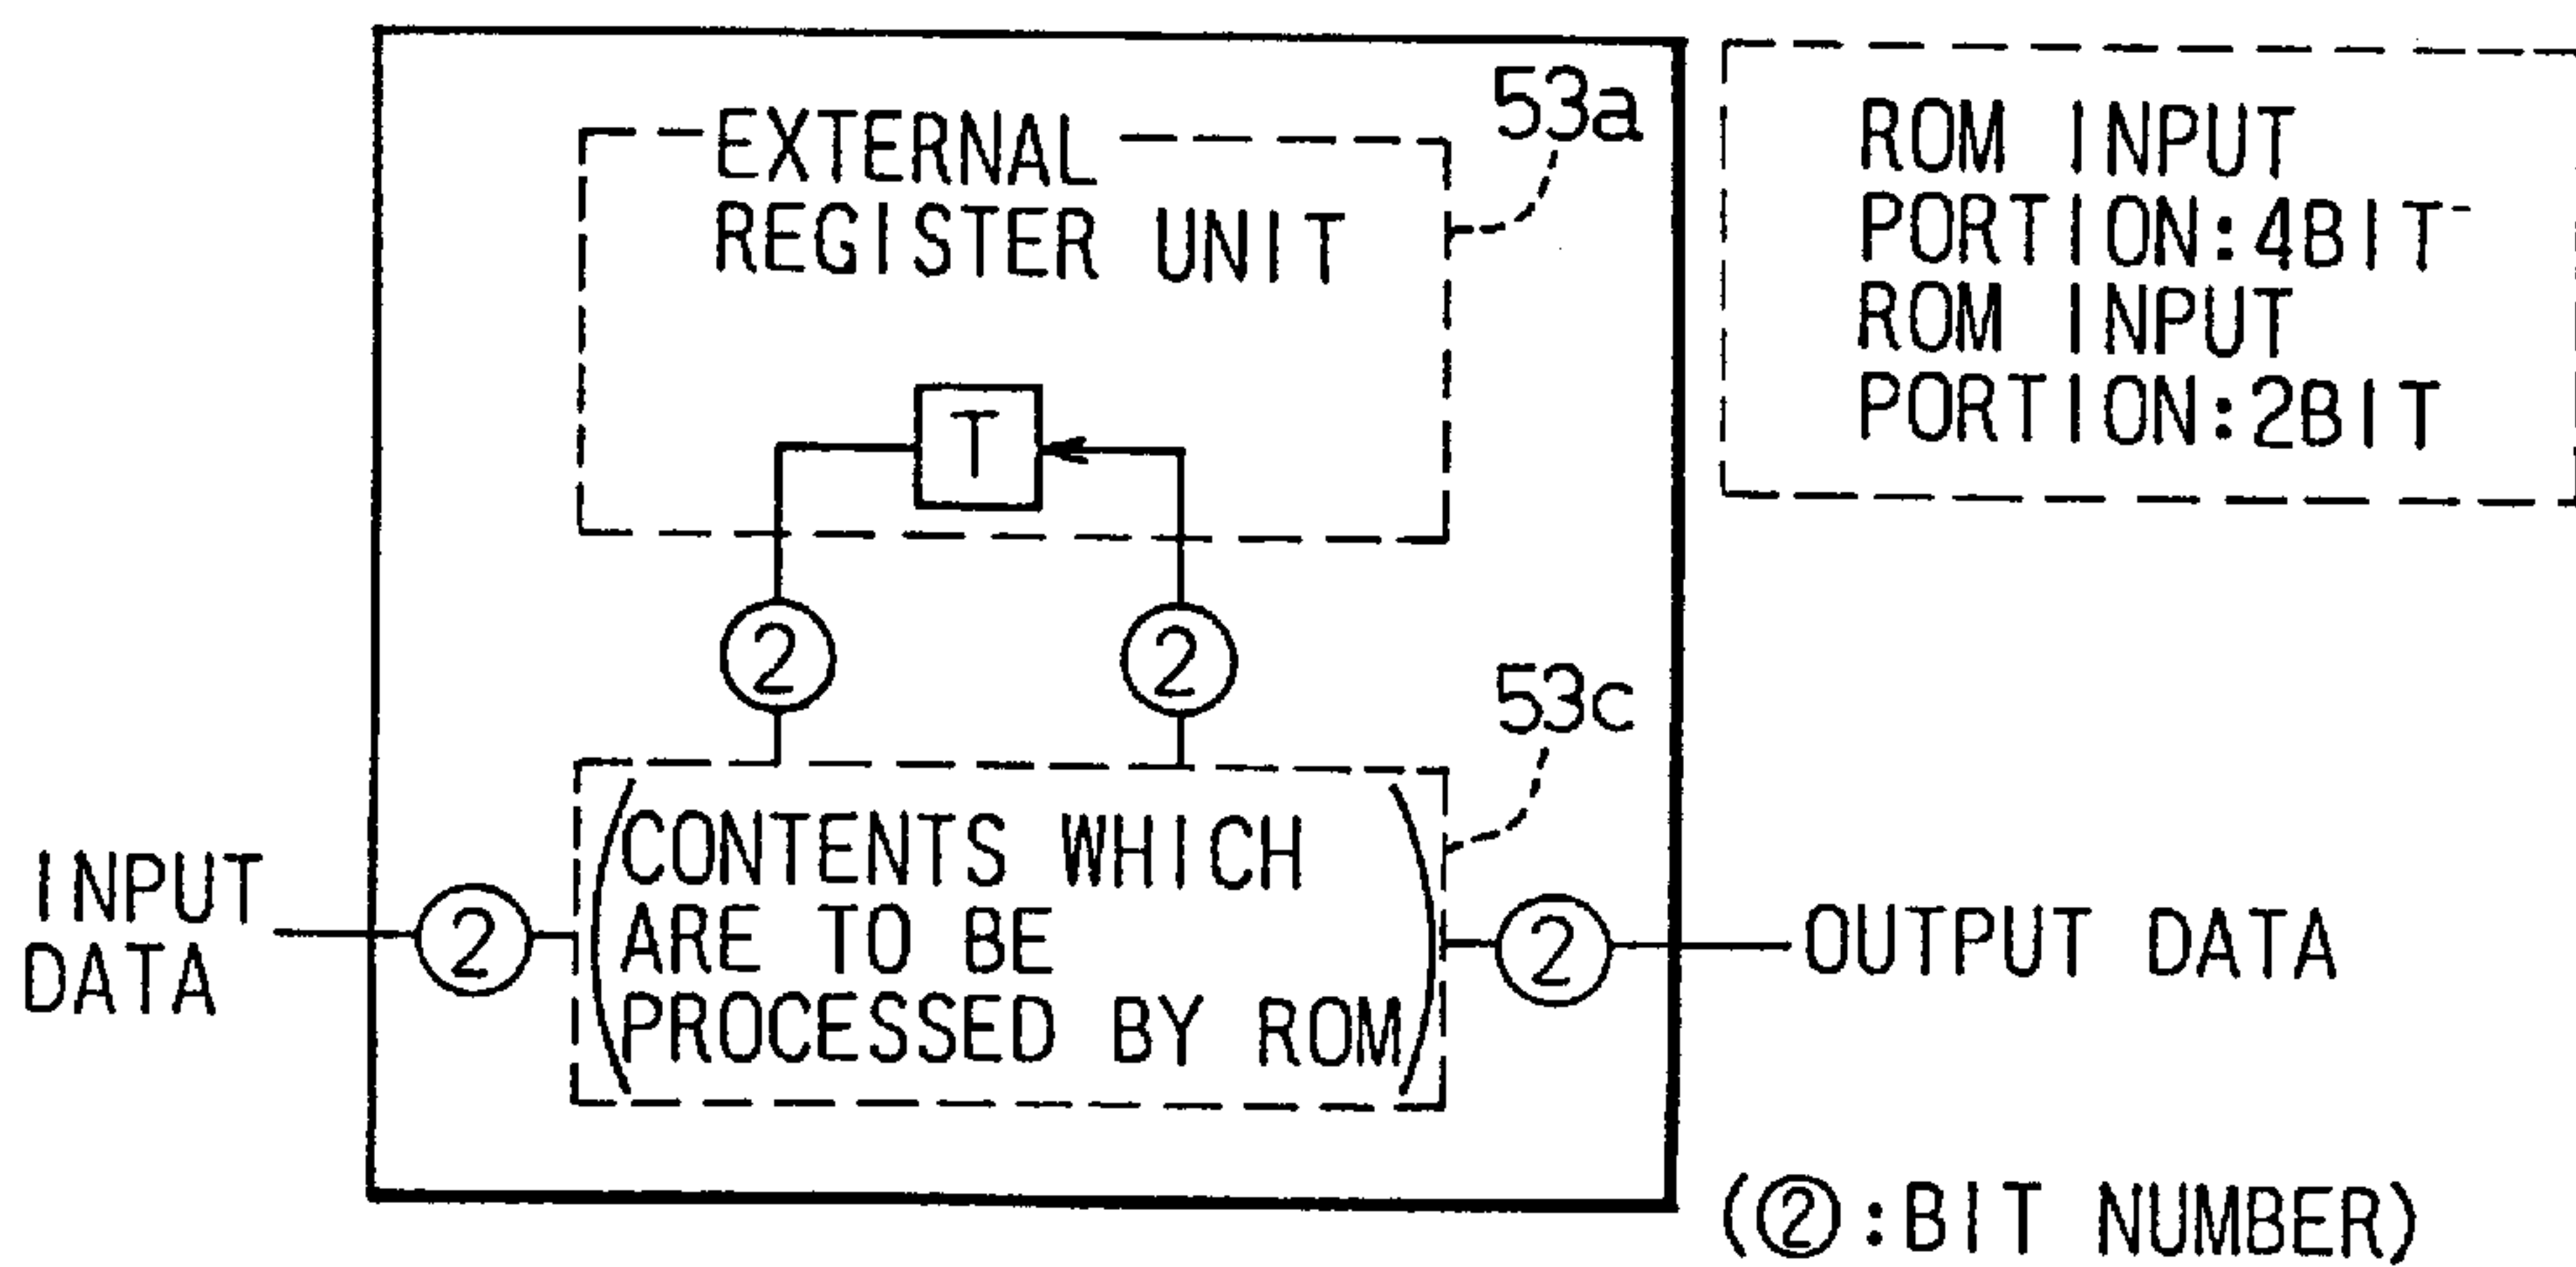 EXTERNAL
REGISTER UNIT
53a
T
②
②
53c
INPUT
DATA
②
CONTENTS WHICH
ARE TO BE
PROCESSED BY ROM
②
OUTPUT DATA
ROM INPUT
PORTION:4BIT
ROM INPUT
PORTION:2BIT
(②:BIT NUMBER)